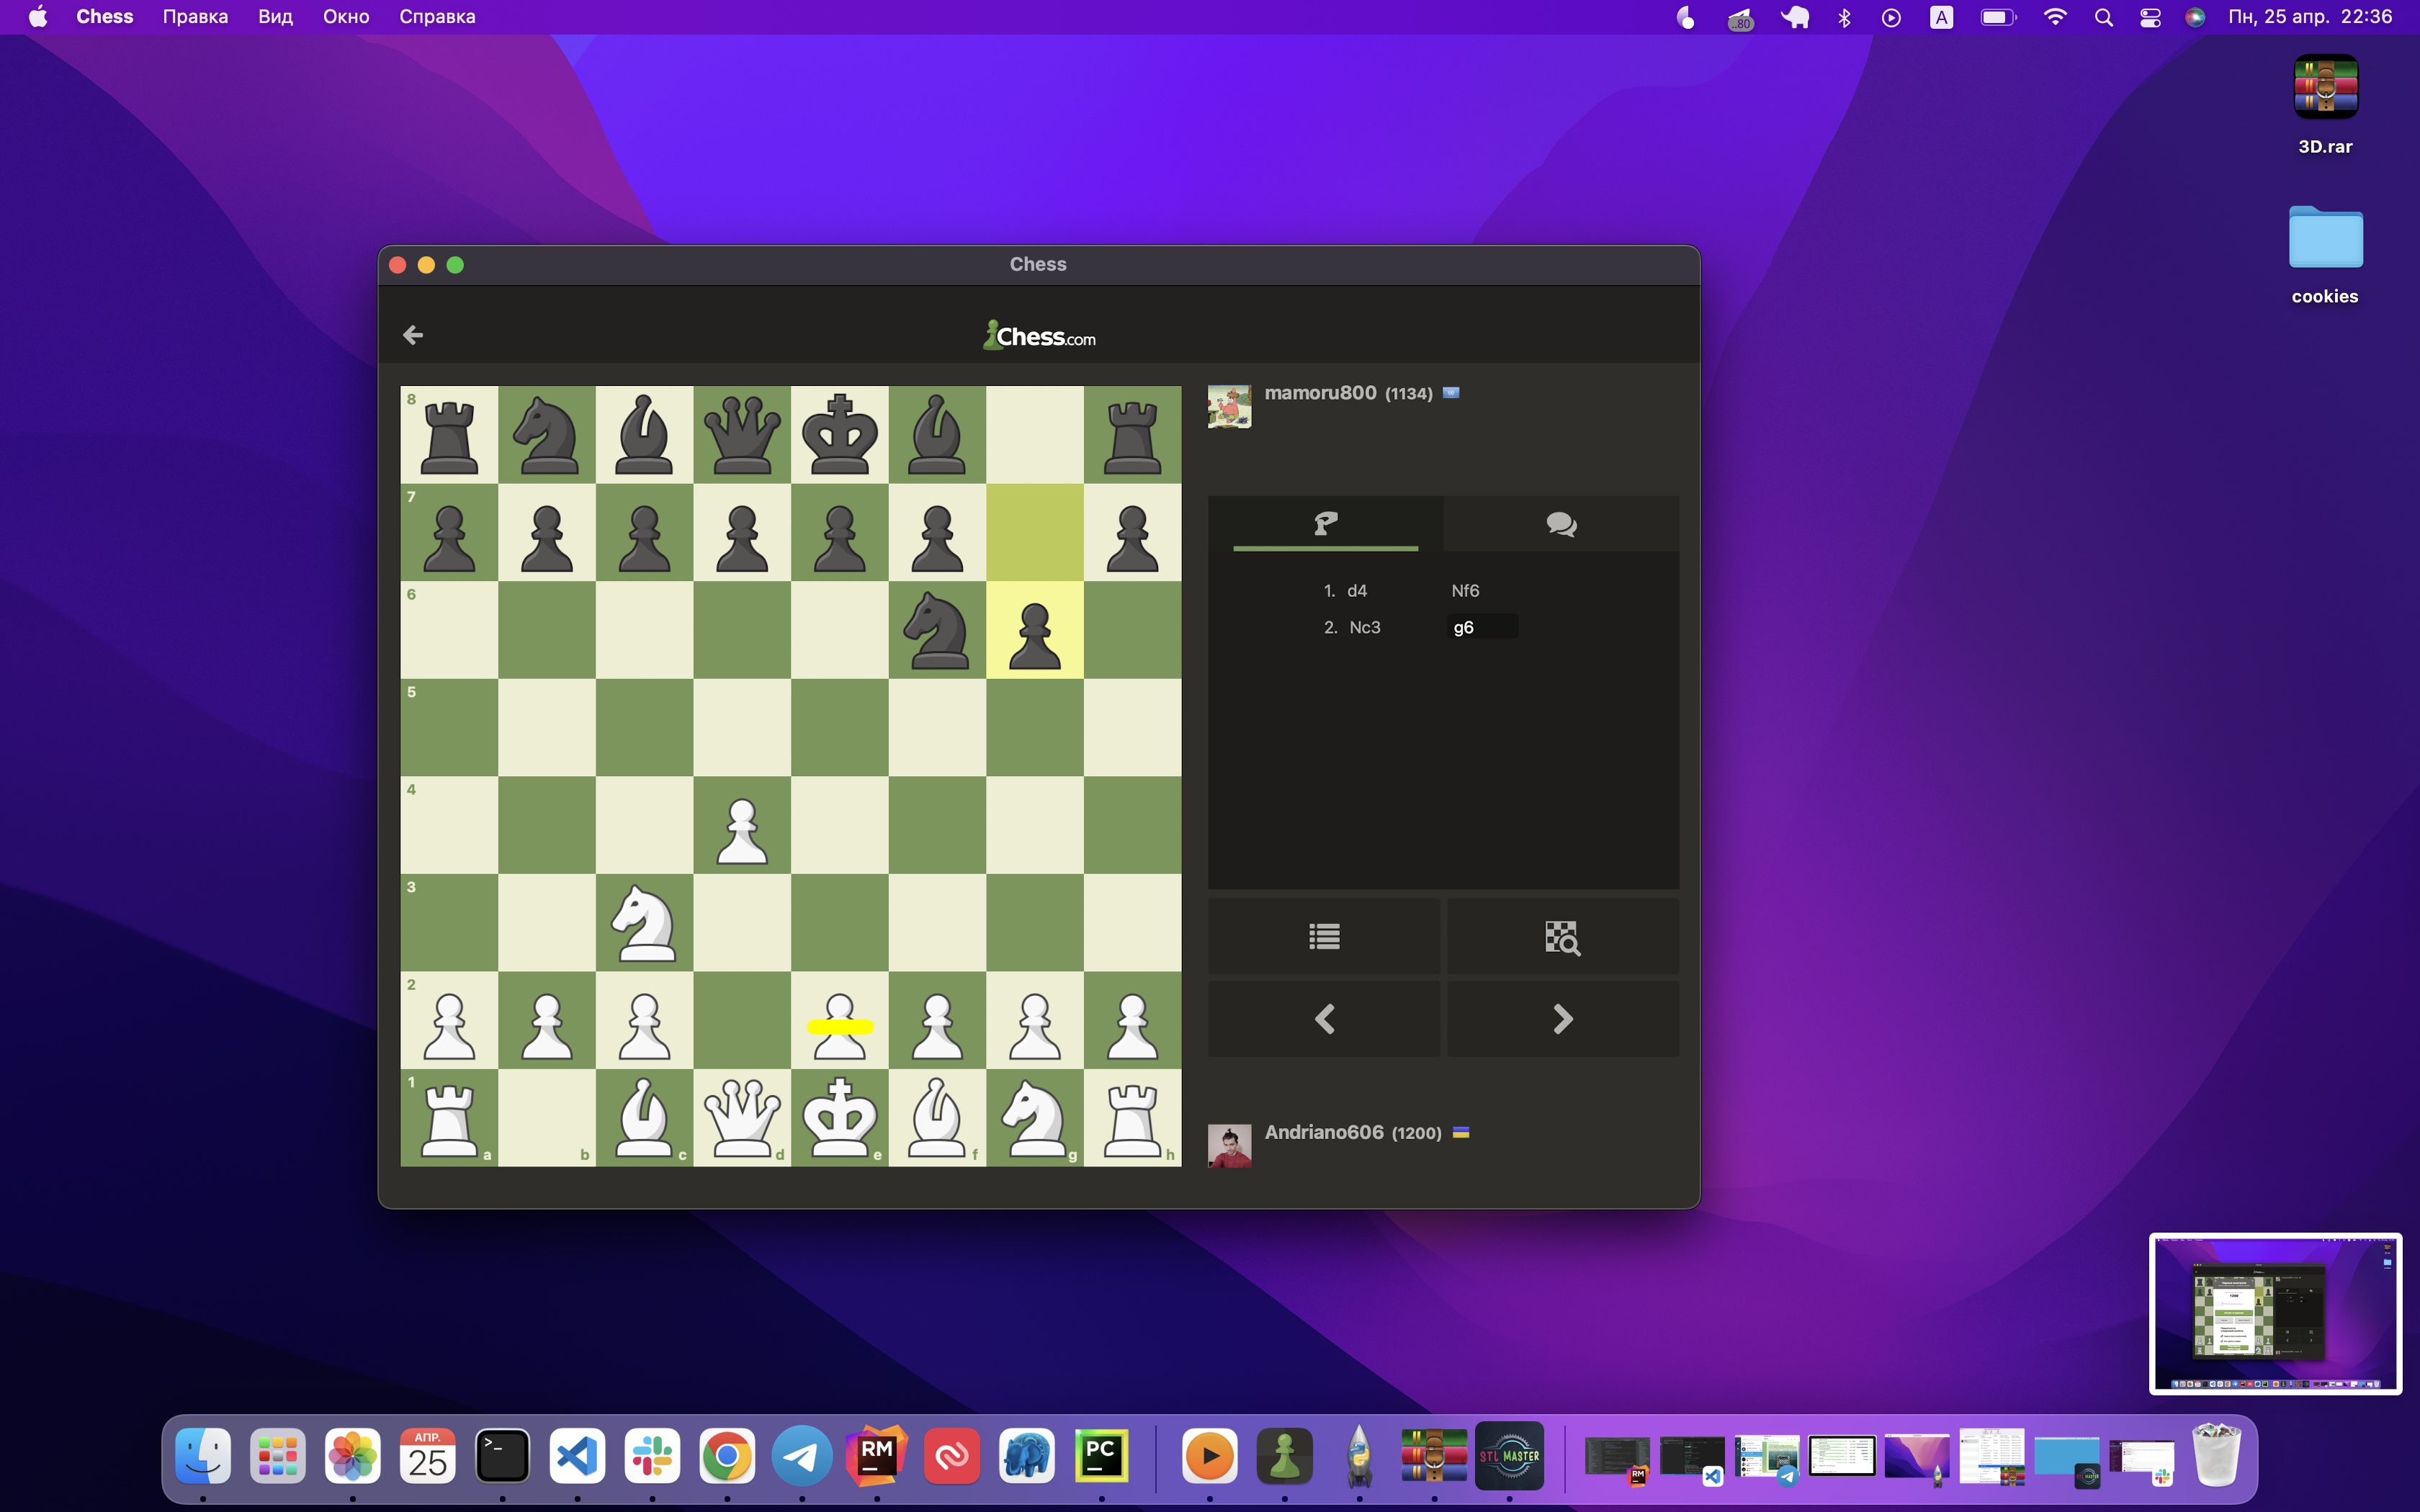 Chess Правка Вид Окно Справка ..80 A Пн, 25 апр. 22:36
3D.rar
cookies
Chess
Chess.com
mamoru800 (1134)
8
7
6
5
4
3
2
1
a b c d e f g h
1. d4 Nf6
2. Nc3 g6
Andriano606 (1200)
АПР.
25
>_
RM
PC
STL MASTER
RM